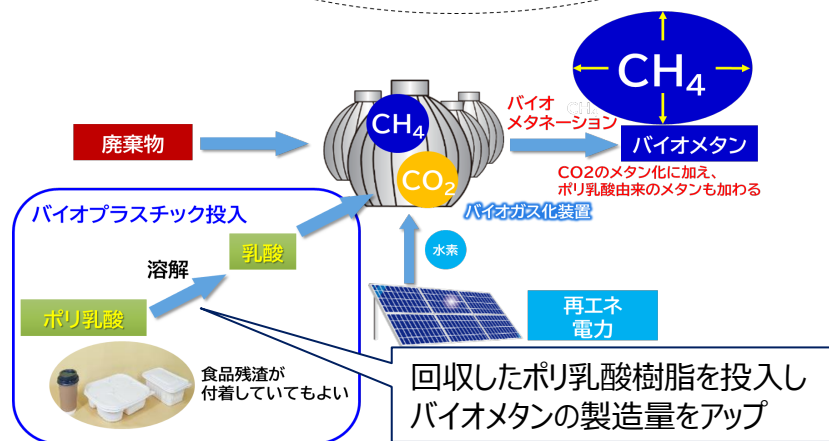 CH₄
バイオ
メタネーション
廃棄物
CH₄
CO₂
バイオメタン
CO2のメタン化に加え、
ポリ乳酸由来のメタンも加わる
バイオガス化装置
バイオプラスチック投入
乳酸
水素
溶解
ポリ乳酸
再エネ
電力
食品残渣が
付着していてもよい
回収したポリ乳酸樹脂を投入し
バイオメタンの製造量をアップ